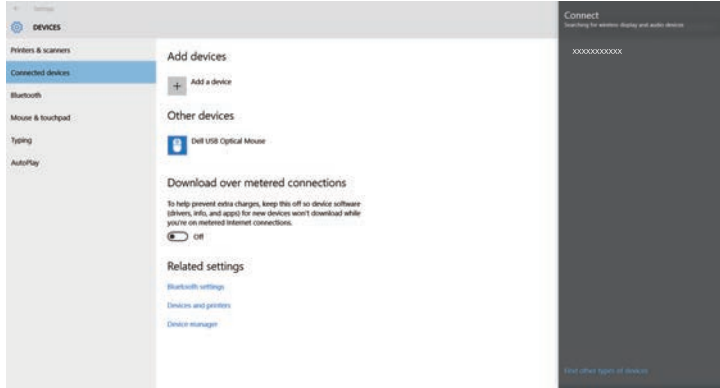 Settings
DEVICES
Printers & scanners
Connected devices
Bluetooth
Mouse & touchpad
Typing
AutoPlay
Add devices
Add a device
Other devices
Dell USB Optical Mouse
Download over metered connections
To help prevent extra charges, keep this off so device software
(drivers, info, and apps) for new devices won't download while
you're on metered Internet connections.
Off
Related settings
Bluetooth settings
Devices and printers
Device manager
Connect
Searching for wireless display and audio devices
XXXXXXXXXXX
Find other types of devices